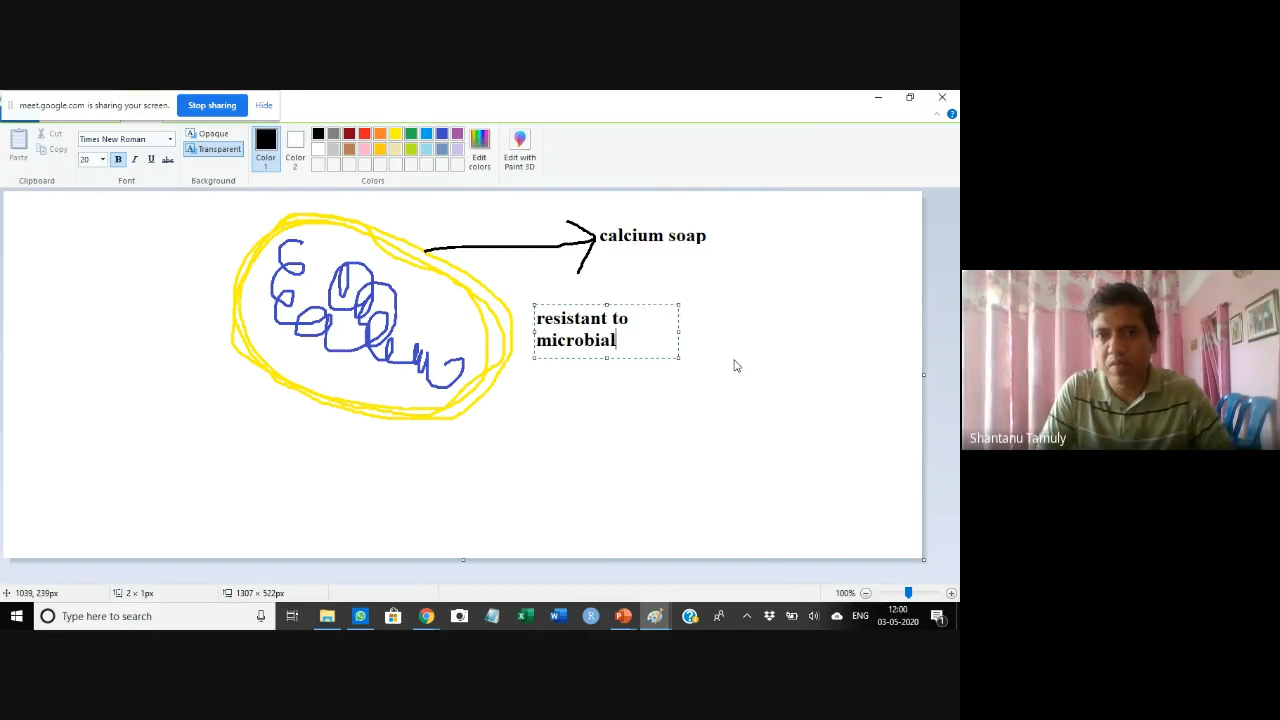 meet.google.com is sharing your screen.
Stop sharing
Hide
Paste
Cut
Copy
Clipboard
Times New Roman
20
B
I
U
abc
Font
Opaque
Transparent
Background
Color 1
Color 2
Edit colors
Colors
Edit with Paint 3D
calcium soap
resistant to
microbial
Shantanu Tamuly
1039, 239px
2 × 1px
1307 × 522px
100%
Type here to search
ENG
12:00
03-05-2020